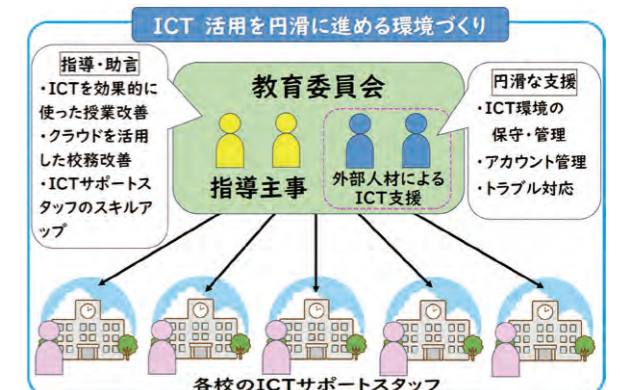 ICT 活用を円滑に進める環境づくり
指導・助言
・ICTを効果的に
使った授業改善
・クラウドを活用
した校務改善
・ICTサポートス
タッフのスキルア
ップ
教育委員会
指導主事
外部人材による
ICT支援
円滑な支援
・ICT環境の
保守・管理
・アカウント管理
・トラブル対応
各校のICTサポートスタッフ